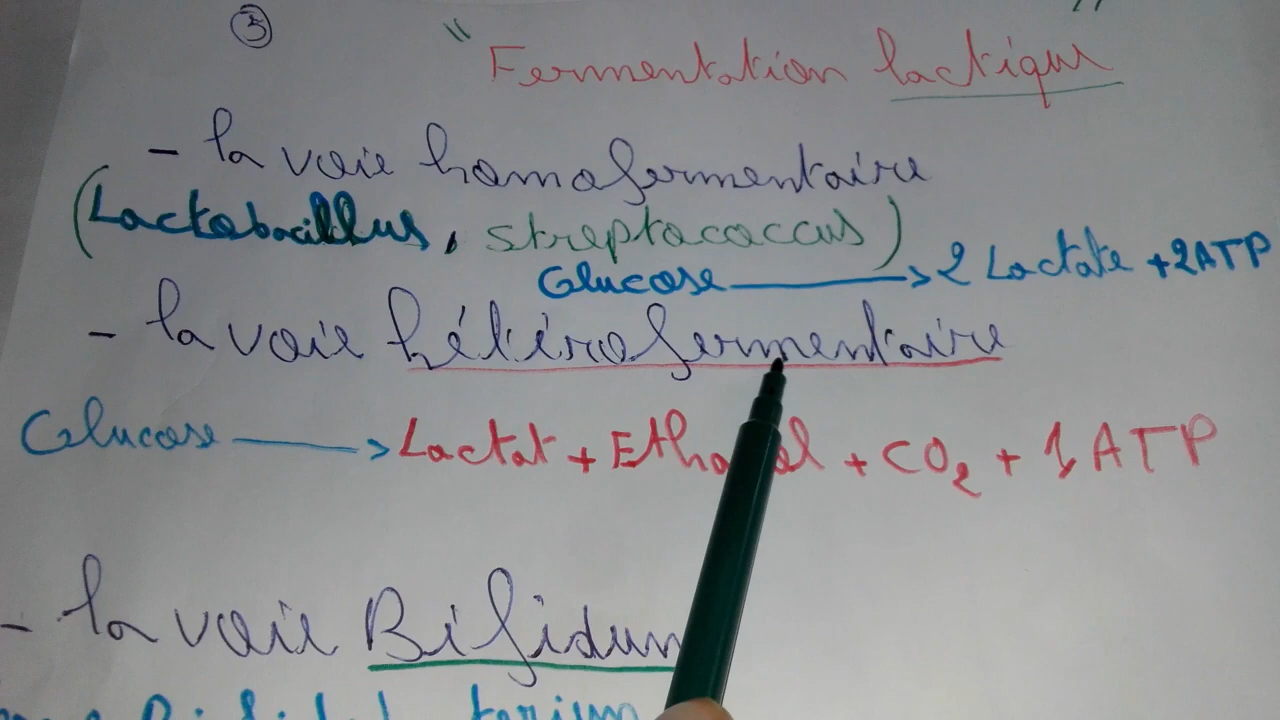 3 " Fermentation lactique "
- la voie homofermentaire
(Lactobacillus, streptococcus)
Glucose → 2 Lactate + 2ATP
- la voie hétérofermentaire
Glucose → Lactat + Ethanol + CO2 + 1 ATP
- la voie Bifidum